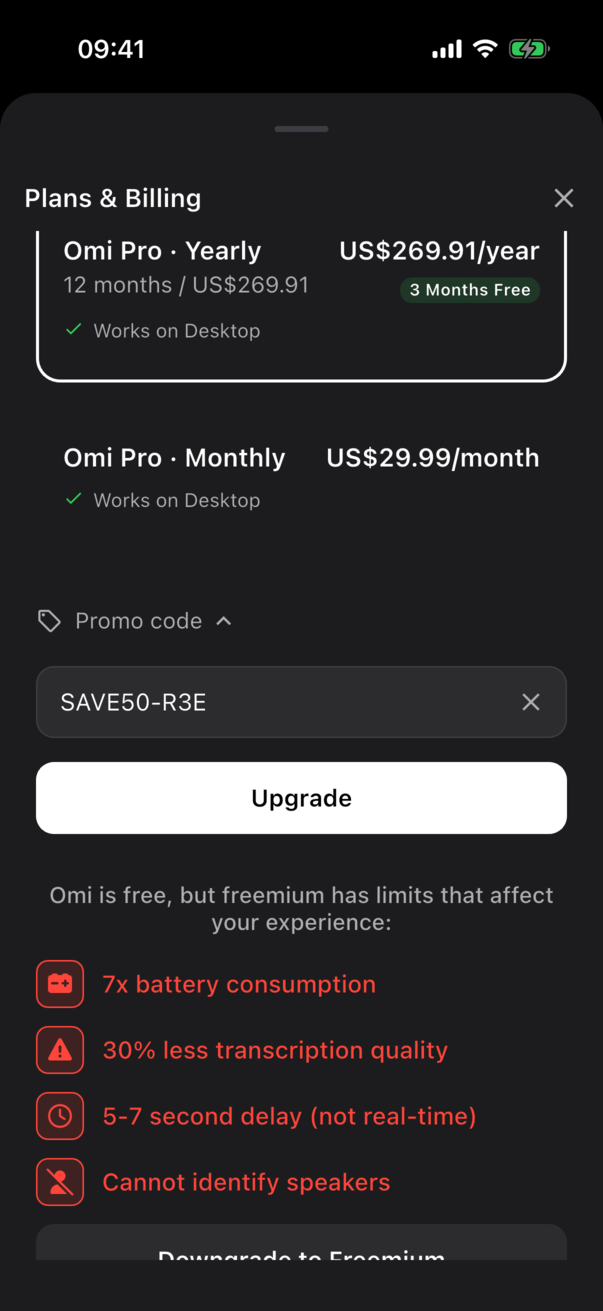 09:41
Plans & Billing
Omi Pro · Yearly
US$269.91/year
12 months / US$269.91
3 Months Free
Works on Desktop
Omi Pro · Monthly
US$29.99/month
Works on Desktop
Promo code
SAVE50-R3E
Upgrade
Omi is free, but freemium has limits that affect
your experience:
7x battery consumption
30% less transcription quality
5-7 second delay (not real-time)
Cannot identify speakers
Downgrade to Freemium